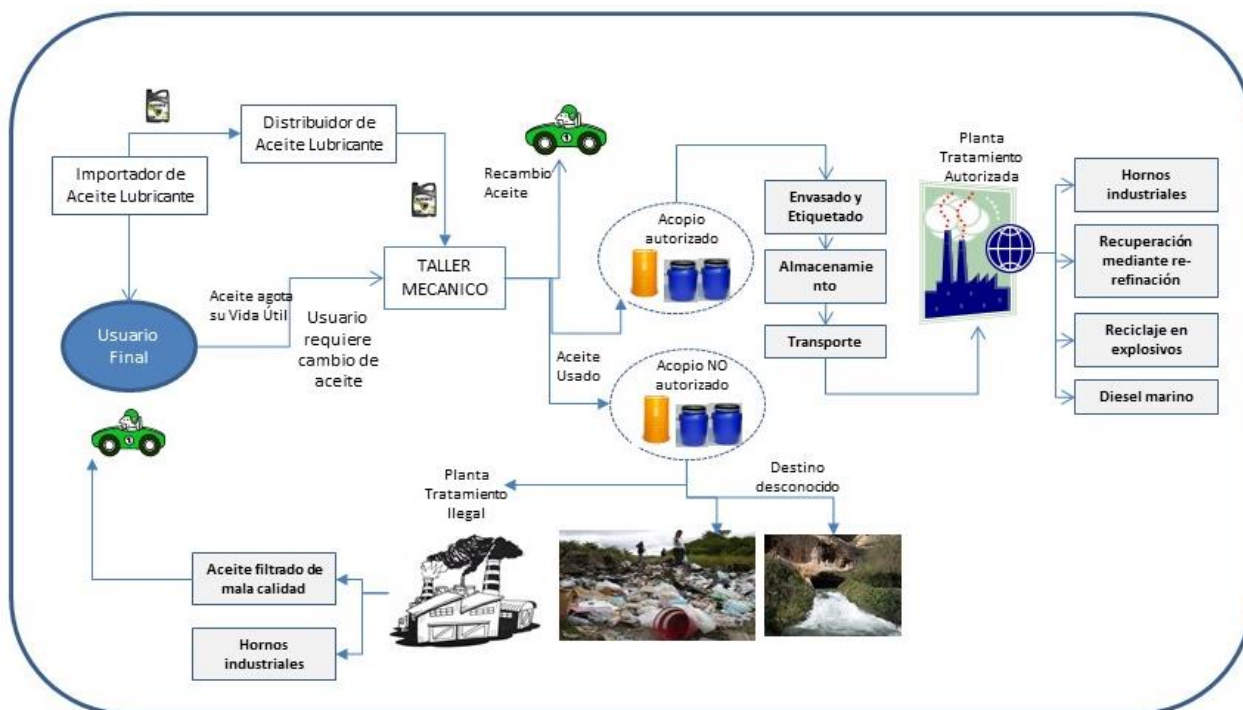 Distribuidor de
Aceite Lubricante
Importador de
Aceite Lubricante
Usuario
Final
Aceite agota
su Vida Útil
Usuario
requiere
cambio de
aceite
TALLER
MECANICO
Recambio
Aceite
1
Aceite
Usado
Acopio
autorizado
Acopio NO
autorizado
Envasado y
Etiquetado
Almacenamie
nto
Transporte
Planta
Tratamiento
Autorizada
Hornos
industriales
Recuperación
mediante re-
refinación
Reciclaje en
explosivos
Diesel marino
Planta
Tratamiento
Ilegal
Destino
desconocido
Aceite filtrado de
mala calidad
Hornos
industriales
1